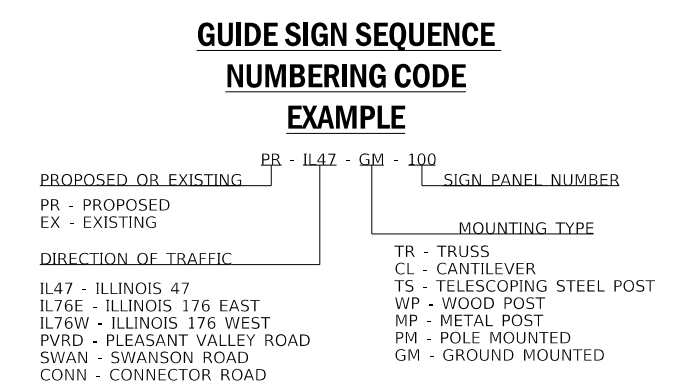 GUIDE SIGN SEQUENCE
NUMBERING CODE
EXAMPLE
PR - IL47 - GM - 100
PROPOSED OR EXISTING
PR - PROPOSED
EX - EXISTING
DIRECTION OF TRAFFIC
IL47 - ILLINOIS 47
IL76E - ILLINOIS 176 EAST
IL76W - ILLINOIS 176 WEST
PVRD - PLEASANT VALLEY ROAD
SWAN - SWANSON ROAD
CONN - CONNECTOR ROAD
SIGN PANEL NUMBER
MOUNTING TYPE
TR - TRUSS
CL - CANTILEVER
TS - TELESCOPING STEEL POST
WP - WOOD POST
MP - METAL POST
PM - POLE MOUNTED
GM - GROUND MOUNTED